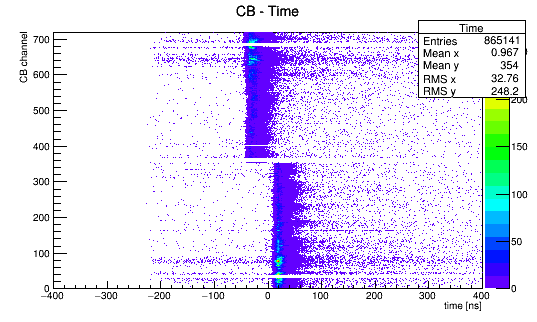 CB - Time
Time
Entries 865141
Mean x 0.967
Mean y 354
RMS x 32.76
RMS y 248.2
CB channel
700
600
500
400
300
200
100
0
200
150
100
50
0
−400 −300 −200 −100 0 100 200 300 400
time [ns]